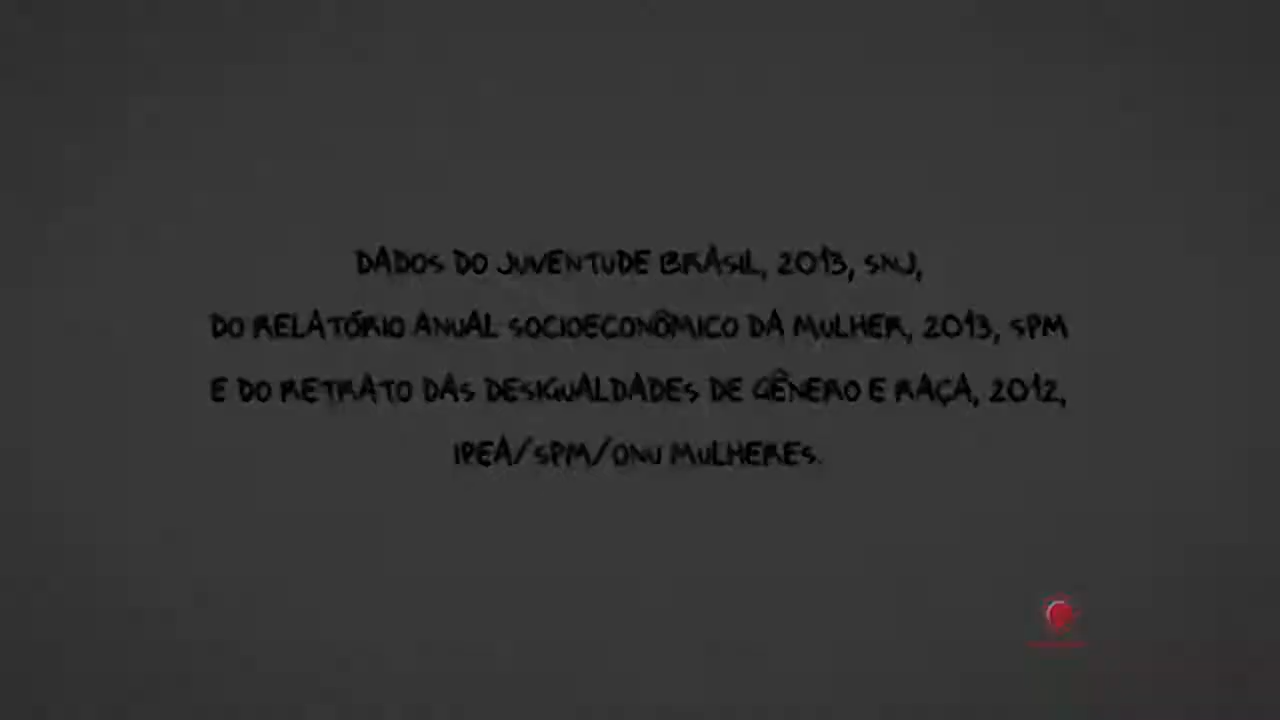 DADOS DO JUVENTUDE BRASIL, 2013, SNJ,
DO RELATÓRIO ANUAL SOCIOECONÔMICO DA MULHER, 2013, SPM
E DO RETRATO DAS DESIGUALDADES DE GÊNERO E RAÇA, 2012,
IPEA/SPM/ONU MULHERES.